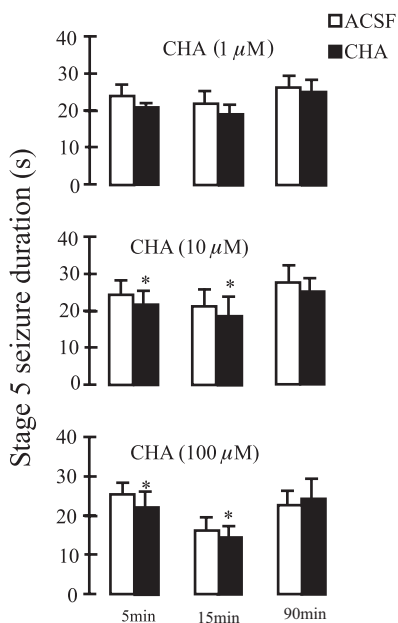 ACSF
CHA
Stage 5 seizure duration (s)
CHA (1 µM)
40
30
20
10
0
CHA (10 µM)
40
30
20
10
0
* *
CHA (100 µM)
40
30
20
10
0
* *
5min 15min 90min